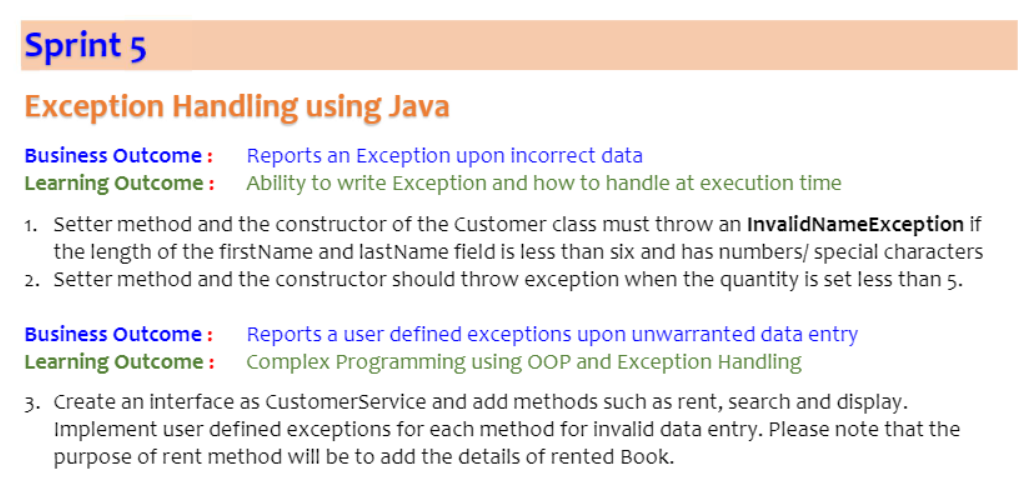 Sprint 5
Exception Handling using Java
Business Outcome : Reports an Exception upon incorrect data
Learning Outcome : Ability to write Exception and how to handle at execution time
1. Setter method and the constructor of the Customer class must throw an InvalidNameException if
the length of the firstName and lastName field is less than six and has numbers/ special characters
2. Setter method and the constructor should throw exception when the quantity is set less than 5.
Business Outcome : Reports a user defined exceptions upon unwarranted data entry
Learning Outcome : Complex Programming using OOP and Exception Handling
3. Create an interface as CustomerService and add methods such as rent, search and display.
Implement user defined exceptions for each method for invalid data entry. Please note that the
purpose of rent method will be to add the details of rented Book.